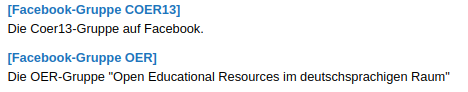 [Facebook-Gruppe COER13]
Die Coer13-Gruppe auf Facebook.
[Facebook-Gruppe OER]
Die OER-Gruppe "Open Educational Resources im deutschsprachigen Raum"